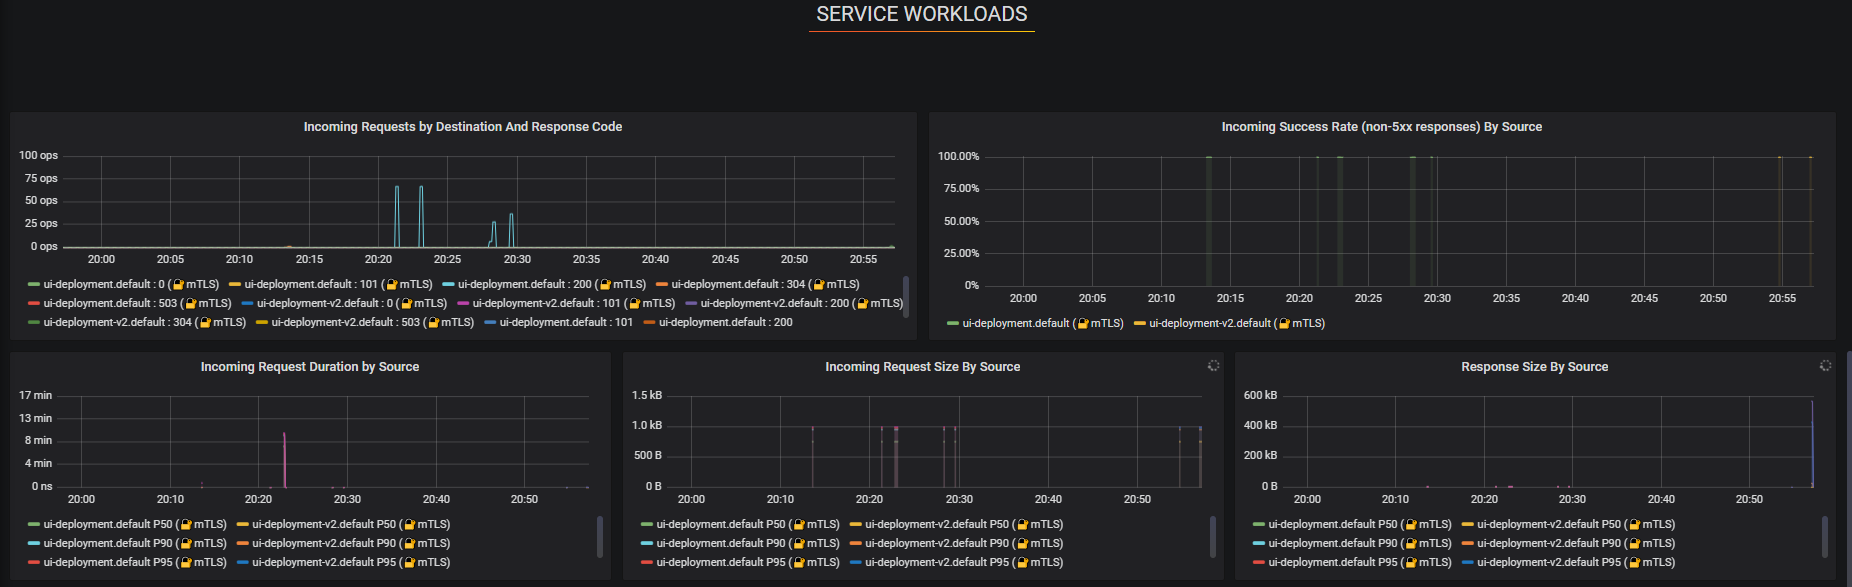 SERVICE WORKLOADS
Incoming Requests by Destination And Response Code
100 ops
75 ops
50 ops
25 ops
0 ops
20:00 20:05 20:10 20:15 20:20 20:25 20:30 20:35 20:40 20:45 20:50 20:55
ui-deployment.default : 0 (🔐 mTLS) ui-deployment.default : 101 (🔐 mTLS) ui-deployment.default : 200 (🔐 mTLS) ui-deployment.default : 304 (🔐 mTLS)
ui-deployment.default : 503 (🔐 mTLS) ui-deployment-v2.default : 0 (🔐 mTLS) ui-deployment-v2.default : 101 (🔐 mTLS) ui-deployment-v2.default : 200 (🔐 mTLS)
ui-deployment-v2.default : 304 (🔐 mTLS) ui-deployment-v2.default : 503 (🔐 mTLS) ui-deployment.default : 101 ui-deployment.default : 200
Incoming Success Rate (non-5xx responses) By Source
100.00%
75.00%
50.00%
25.00%
0%
20:00 20:05 20:10 20:15 20:20 20:25 20:30 20:35 20:40 20:45 20:50 20:55
ui-deployment.default (🔐 mTLS) ui-deployment-v2.default (🔐 mTLS)
Incoming Request Duration by Source
17 min
13 min
8 min
4 min
0 ns
20:00 20:10 20:20 20:30 20:40 20:50
ui-deployment.default P50 (🔐 mTLS) ui-deployment-v2.default P50 (🔐 mTLS)
ui-deployment.default P90 (🔐 mTLS) ui-deployment-v2.default P90 (🔐 mTLS)
ui-deployment.default P95 (🔐 mTLS) ui-deployment-v2.default P95 (🔐 mTLS)
Incoming Request Size By Source
1.5 kB
1.0 kB
500 B
0 B
20:00 20:10 20:20 20:30 20:40 20:50
ui-deployment.default P50 (🔐 mTLS) ui-deployment-v2.default P50 (🔐 mTLS)
ui-deployment.default P90 (🔐 mTLS) ui-deployment-v2.default P90 (🔐 mTLS)
ui-deployment.default P95 (🔐 mTLS) ui-deployment-v2.default P95 (🔐 mTLS)
Response Size By Source
600 kB
400 kB
200 kB
0 B
20:00 20:10 20:20 20:30 20:40 20:50
ui-deployment.default P50 (🔐 mTLS) ui-deployment-v2.default P50 (🔐 mTLS)
ui-deployment.default P90 (🔐 mTLS) ui-deployment-v2.default P90 (🔐 mTLS)
ui-deployment.default P95 (🔐 mTLS) ui-deployment-v2.default P95 (🔐 mTLS)